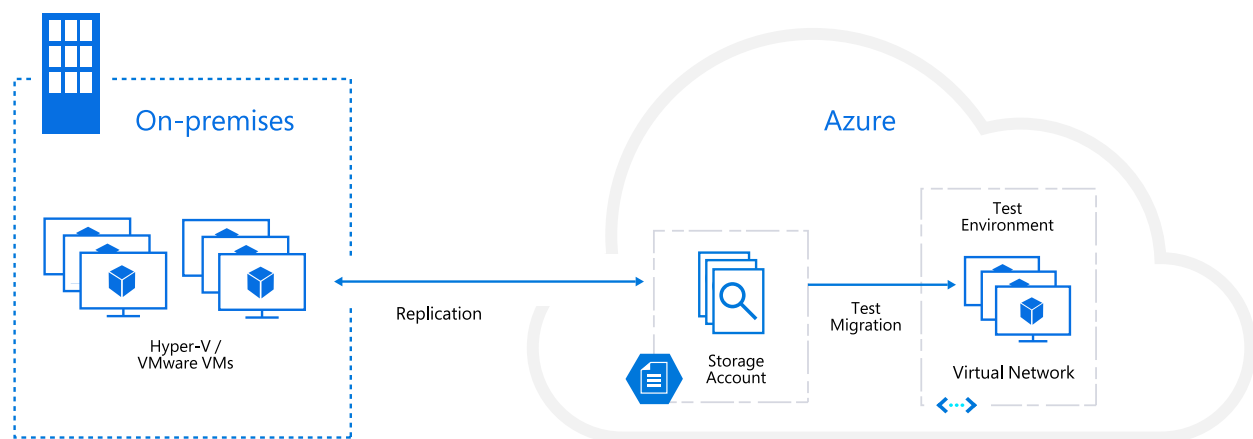 On-premises
Azure
Test
Environment
Replication
Test
Migration
Hyper-V /
VMware VMs
Storage
Account
Virtual Network